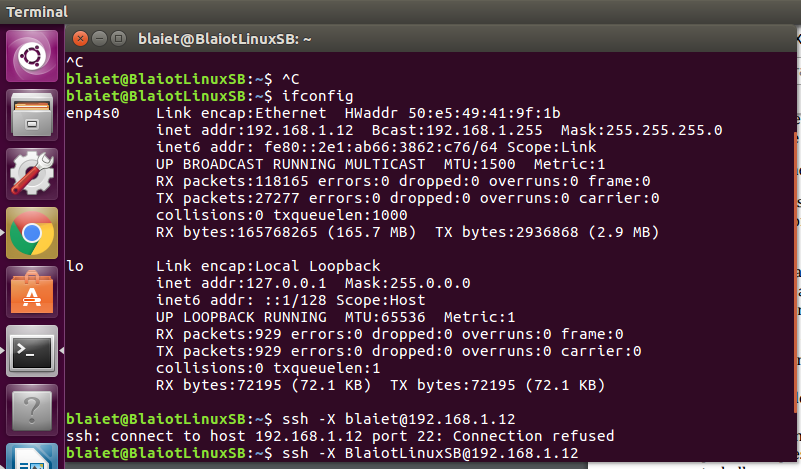 Terminal
blaiet@BlaiotLinuxSB: ~
^C
blaiet@BlaiotLinuxSB:~$ ^C
blaiet@BlaiotLinuxSB:~$ ifconfig
enp4s0    Link encap:Ethernet  HWaddr 50:e5:49:41:9f:1b
          inet addr:192.168.1.12  Bcast:192.168.1.255  Mask:255.255.255.0
          inet6 addr: fe80::2e1:ab66:3862:c76/64 Scope:Link
          UP BROADCAST RUNNING MULTICAST  MTU:1500  Metric:1
          RX packets:118165 errors:0 dropped:0 overruns:0 frame:0
          TX packets:27277 errors:0 dropped:0 overruns:0 carrier:0
          collisions:0 txqueuelen:1000
          RX bytes:165768265 (165.7 MB)  TX bytes:2936868 (2.9 MB)
lo        Link encap:Local Loopback
          inet addr:127.0.0.1  Mask:255.0.0.0
          inet6 addr: ::1/128 Scope:Host
          UP LOOPBACK RUNNING  MTU:65536  Metric:1
          RX packets:929 errors:0 dropped:0 overruns:0 frame:0
          TX packets:929 errors:0 dropped:0 overruns:0 carrier:0
          collisions:0 txqueuelen:1
          RX bytes:72195 (72.1 KB)  TX bytes:72195 (72.1 KB)
blaiet@BlaiotLinuxSB:~$ ssh -X blaiet@192.168.1.12
ssh: connect to host 192.168.1.12 port 22: Connection refused
blaiet@BlaiotLinuxSB:~$ ssh -X BlaiotLinuxSB@192.168.1.12